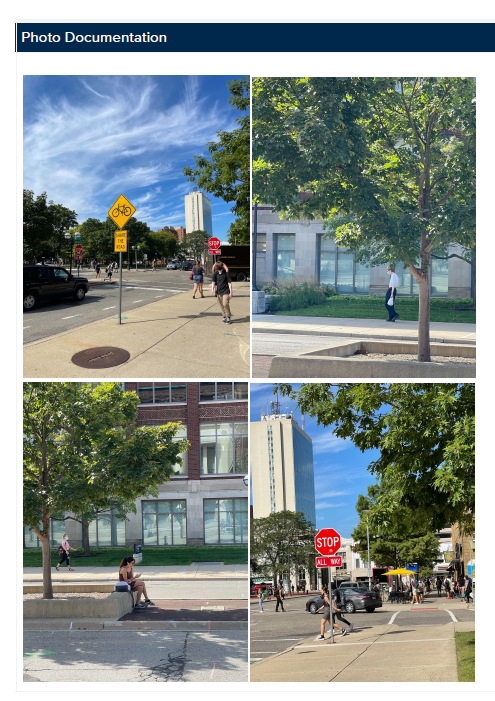 Photo Documentation
SHARE
THE
ROAD
STOP
STOP
ALL WAY